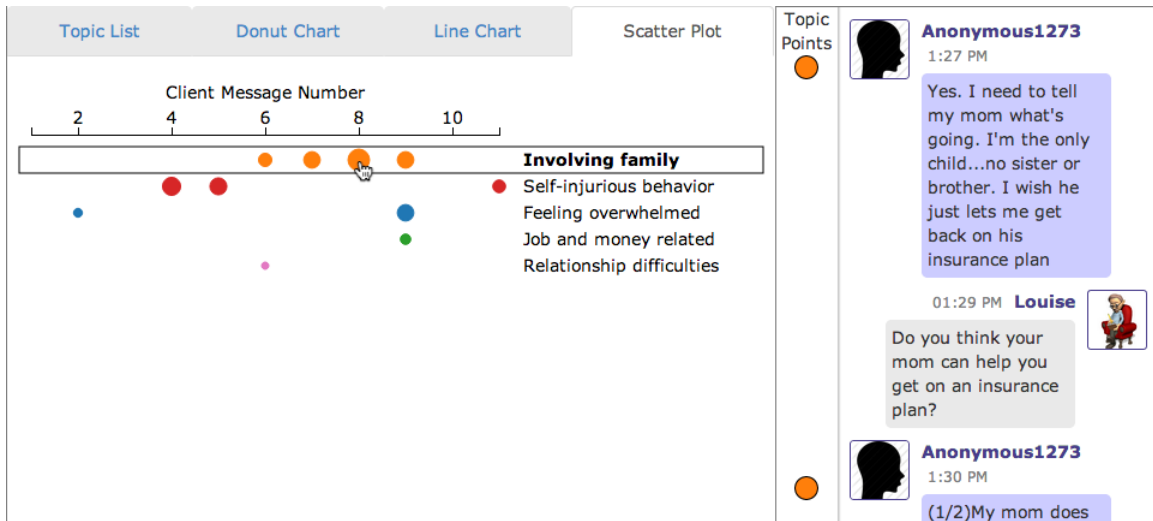 Topic List
Donut Chart
Line Chart
Scatter Plot
Client Message Number
2 4 6 8 10
Involving family
Self-injurious behavior
Feeling overwhelmed
Job and money related
Relationship difficulties
Topic
Points
Anonymous1273
1:27 PM
Yes. I need to tell
my mom what's
going. I'm the only
child...no sister or
brother. I wish he
just lets me get
back on his
insurance plan
01:29 PM Louise
Do you think your
mom can help you
get on an insurance
plan?
Anonymous1273
1:30 PM
(1/2)My mom does